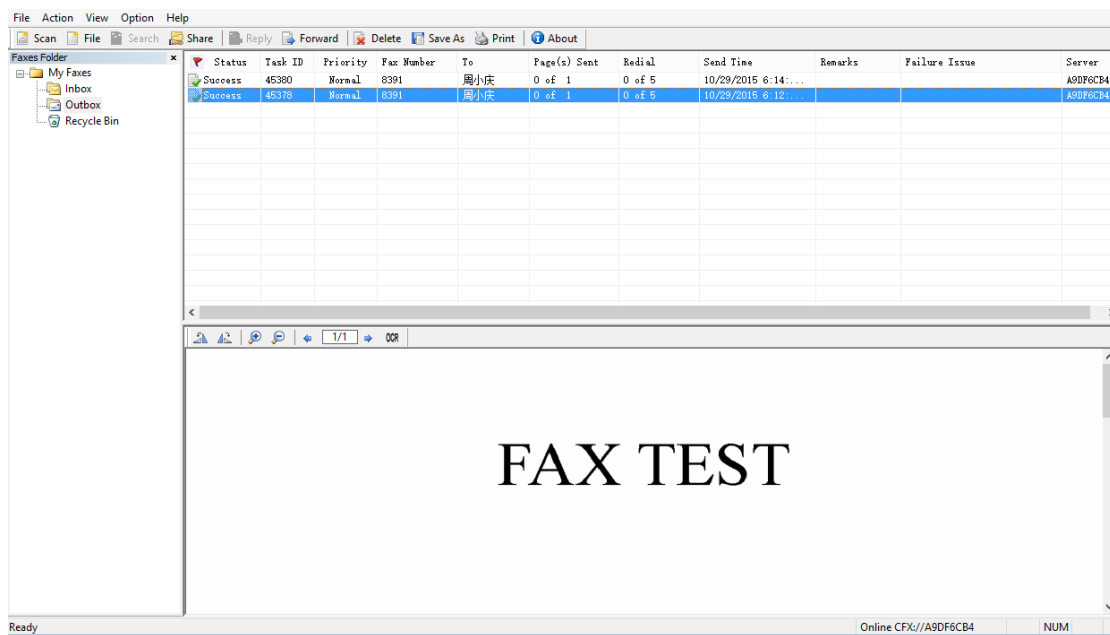 File Action View Option Help
Scan File Search Share Reply Forward Delete Save As Print About
Faxes Folder x
My Faxes
Inbox
Outbox
Recycle Bin
Status Task ID Priority Fax Number To Page(s) Sent Redial Send Time Remarks Failure Issue Server
Success 45380 Normal 8391 周小庆 0 of 1 0 of 5 10/29/2015 6:14:... A9DF6CB4
Success 45378 Normal 8391 周小庆 0 of 1 0 of 5 10/29/2015 6:12:... A9DF6CB4
1/1 OCR
FAX TEST
Ready Online CFX://A9DF6CB4 NUM